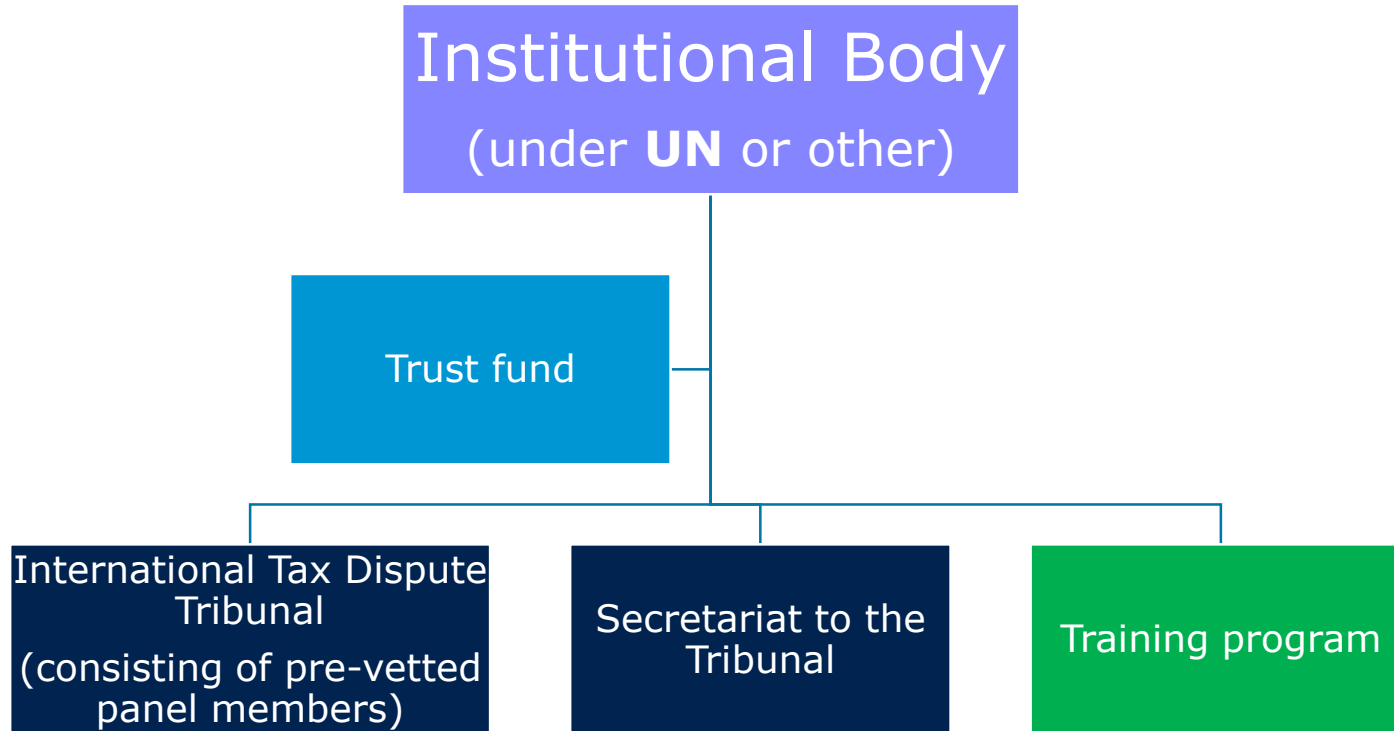 Institutional Body
(under UN or other)
Trust fund
International Tax Dispute
Tribunal
(consisting of pre-vetted
panel members)
Secretariat to the
Tribunal
Training program